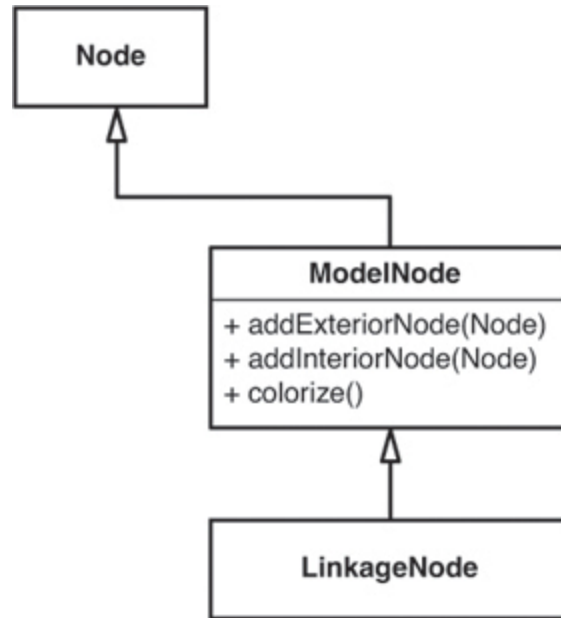 Node
ModelNode
+ addExteriorNode(Node)
+ addInteriorNode(Node)
+ colorize()
LinkageNode